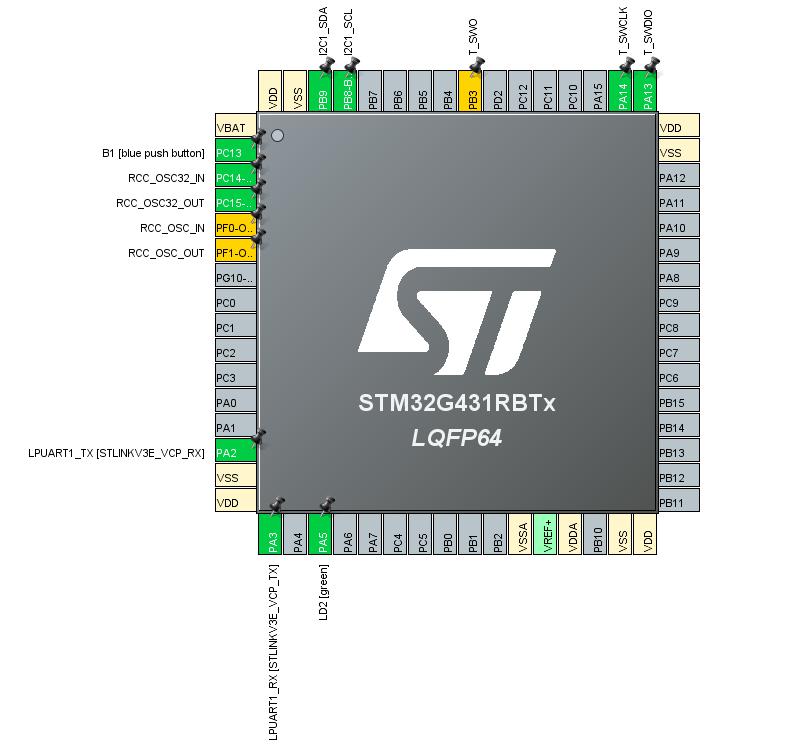 I2C1_SDA
I2C1_SCL
T_SWO
T_SWCLK
T_SWDIO
VDD
VSS
PB9
PB8-B..
PB7
PB6
PB5
PB4
PB3
PD2
PC12
PC11
PC10
PA15
PA14
PA13
VBAT
B1 [blue push button]
PC13
RCC_OSC32_IN
PC14-..
RCC_OSC32_OUT
PC15-..
RCC_OSC_IN
PF0-O..
RCC_OSC_OUT
PF1-O..
PG10-..
PC0
PC1
PC2
PC3
PA0
PA1
LPUART1_TX [STLINKV3E_VCP_RX]
PA2
VSS
VDD
ST
STM32G431RBTx
LQFP64
VDD
VSS
PA12
PA11
PA10
PA9
PA8
PC9
PC8
PC7
PC6
PB15
PB14
PB13
PB12
PB11
PA3
PA4
PA5
PA6
PA7
PC4
PC5
PB0
PB1
PB2
VSSA
VREF+
VDDA
PB10
VSS
VDD
LPUART1_RX [STLINKV3E_VCP_TX]
LD2 [green]